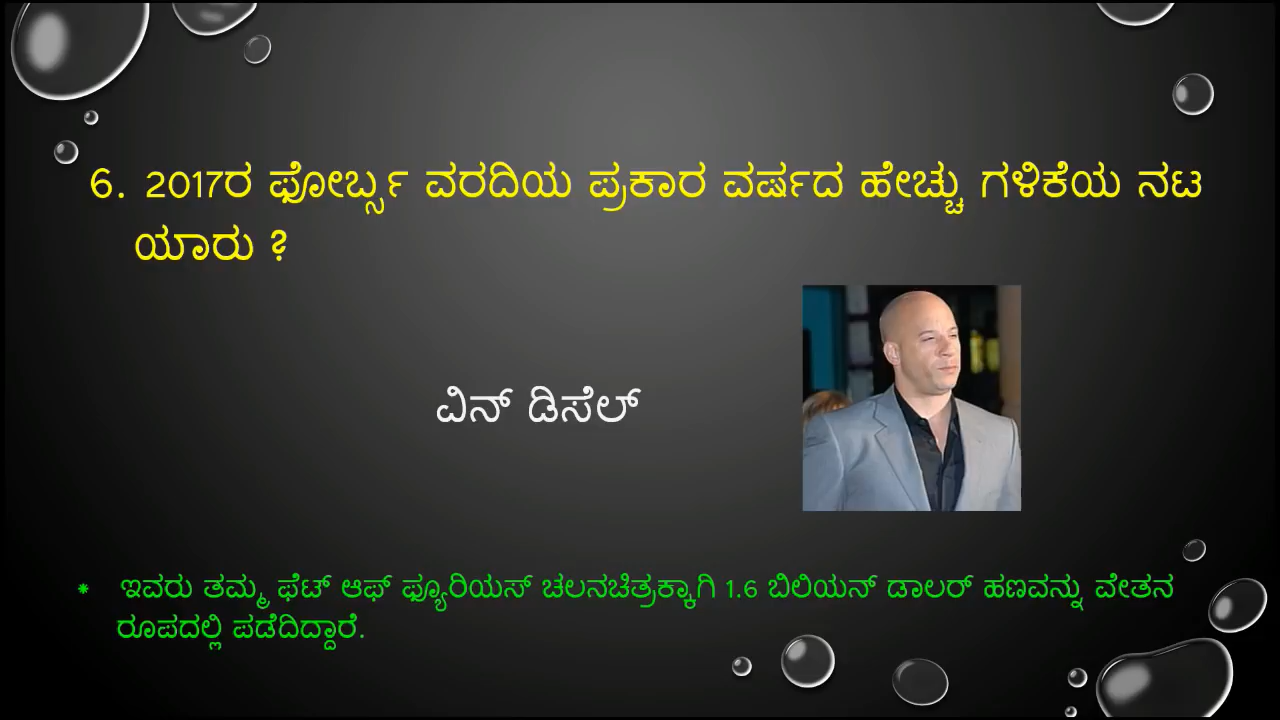 6. 2017ರ ಫೋರ್ಬ್ಸ್ ವರದಿಯ ಪ್ರಕಾರ ವರ್ಷದ ಹೇಚ್ಚು ಗಳಿಕೆಯ ನಟ
ಯಾರು ?
ವಿನ್ ಡಿಸೆಲ್
* ಇವರು ತಮ್ಮ ಫೆಟ್ ಆಫ್ ಫ್ಯೂರಿಯಸ್ ಚಲನಚಿತ್ರಕ್ಕಾಗಿ 1.6 ಬಿಲಿಯನ್ ಡಾಲರ್ ಹಣವನ್ನು ವೇತನ
ರೂಪದಲ್ಲಿ ಪಡೆದಿದ್ದಾರೆ.